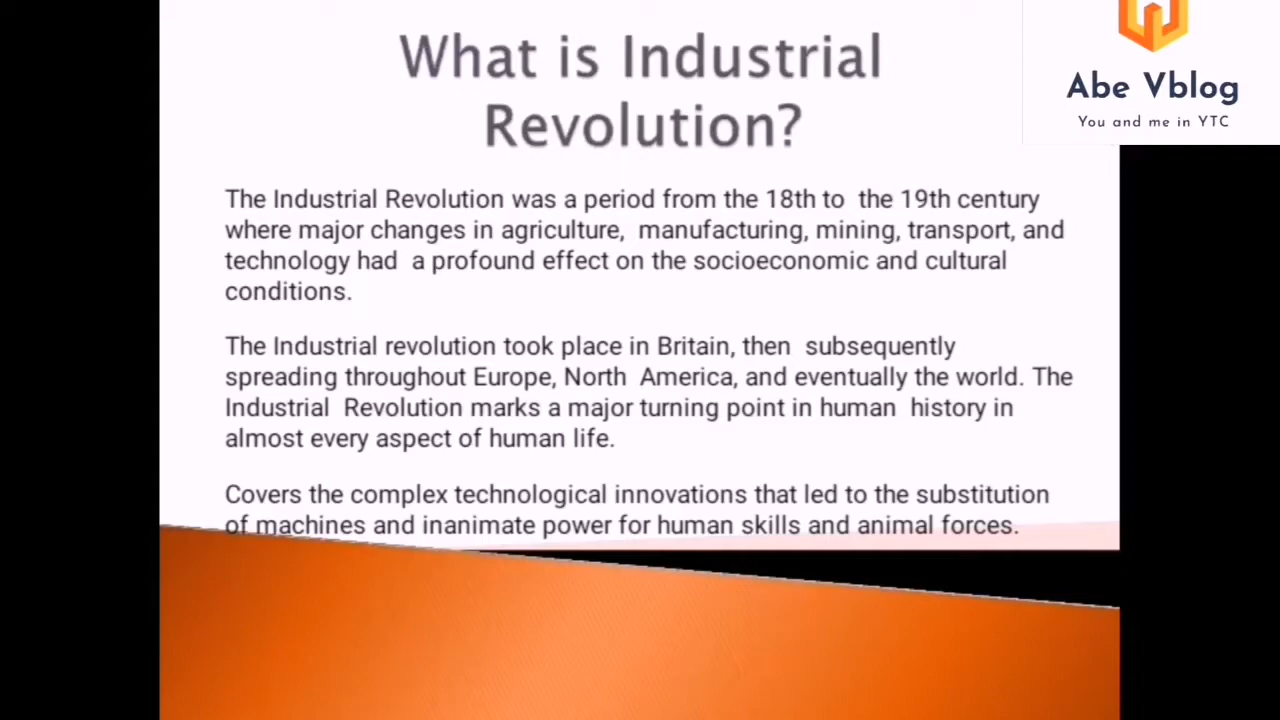 What is Industrial
Revolution?
Abe Vblog
You and me in YTC
The Industrial Revolution was a period from the 18th to the 19th century
where major changes in agriculture, manufacturing, mining, transport, and
technology had a profound effect on the socioeconomic and cultural
conditions.
The Industrial revolution took place in Britain, then subsequently
spreading throughout Europe, North America, and eventually the world. The
Industrial Revolution marks a major turning point in human history in
almost every aspect of human life.
Covers the complex technological innovations that led to the substitution
of machines and inanimate power for human skills and animal forces.